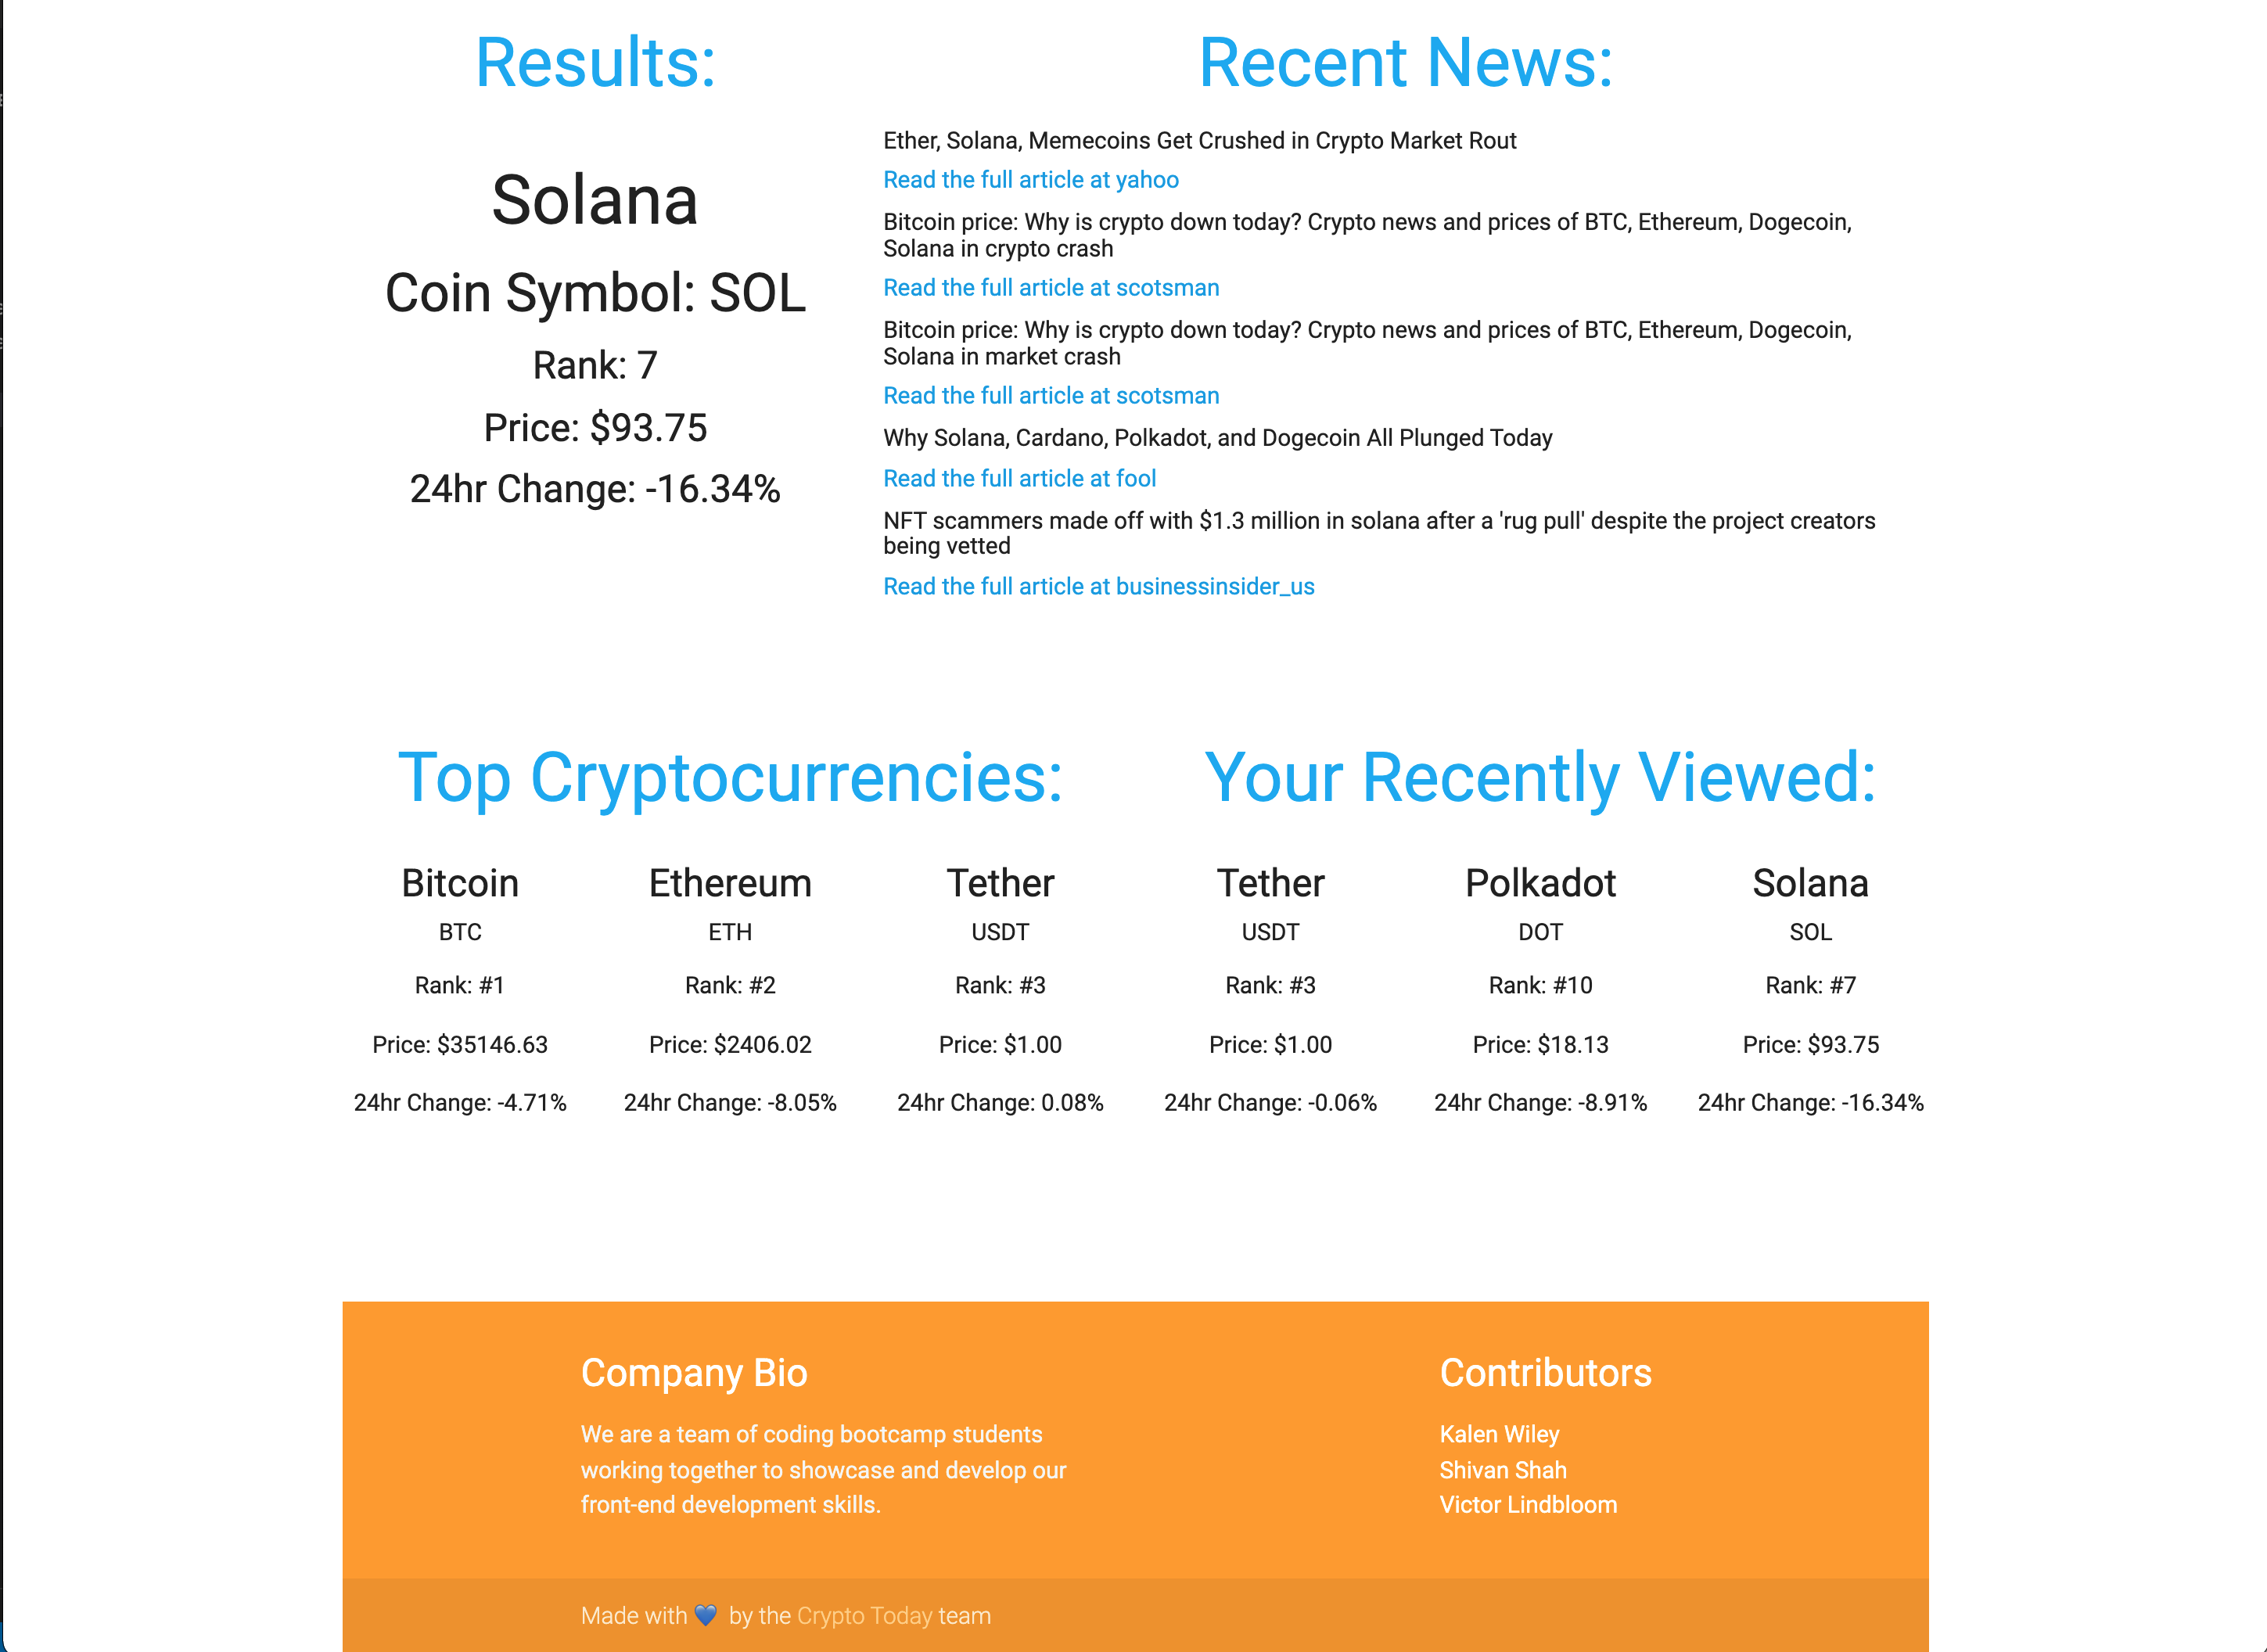 Results:
Solana
Coin Symbol: SOL
Rank: 7
Price: $93.75
24hr Change: -16.34%
Recent News:
Ether, Solana, Memecoins Get Crushed in Crypto Market Rout
Read the full article at yahoo
Bitcoin price: Why is crypto down today? Crypto news and prices of BTC, Ethereum, Dogecoin,
Solana in crypto crash
Read the full article at scotsman
Bitcoin price: Why is crypto down today? Crypto news and prices of BTC, Ethereum, Dogecoin,
Solana in market crash
Read the full article at scotsman
Why Solana, Cardano, Polkadot, and Dogecoin All Plunged Today
Read the full article at fool
NFT scammers made off with $1.3 million in solana after a 'rug pull' despite the project creators
being vetted
Read the full article at businessinsider_us
Top Cryptocurrencies:
Bitcoin
BTC
Rank: #1
Price: $35146.63
24hr Change: -4.71%
Ethereum
ETH
Rank: #2
Price: $2406.02
24hr Change: -8.05%
Tether
USDT
Rank: #3
Price: $1.00
24hr Change: 0.08%
Your Recently Viewed:
Tether
USDT
Rank: #3
Price: $1.00
24hr Change: -0.06%
Polkadot
DOT
Rank: #10
Price: $18.13
24hr Change: -8.91%
Solana
SOL
Rank: #7
Price: $93.75
24hr Change: -16.34%
Company Bio
We are a team of coding bootcamp students
working together to showcase and develop our
front-end development skills.
Contributors
Kalen Wiley
Shivan Shah
Victor Lindbloom
Made with 💙 by the Crypto Today team